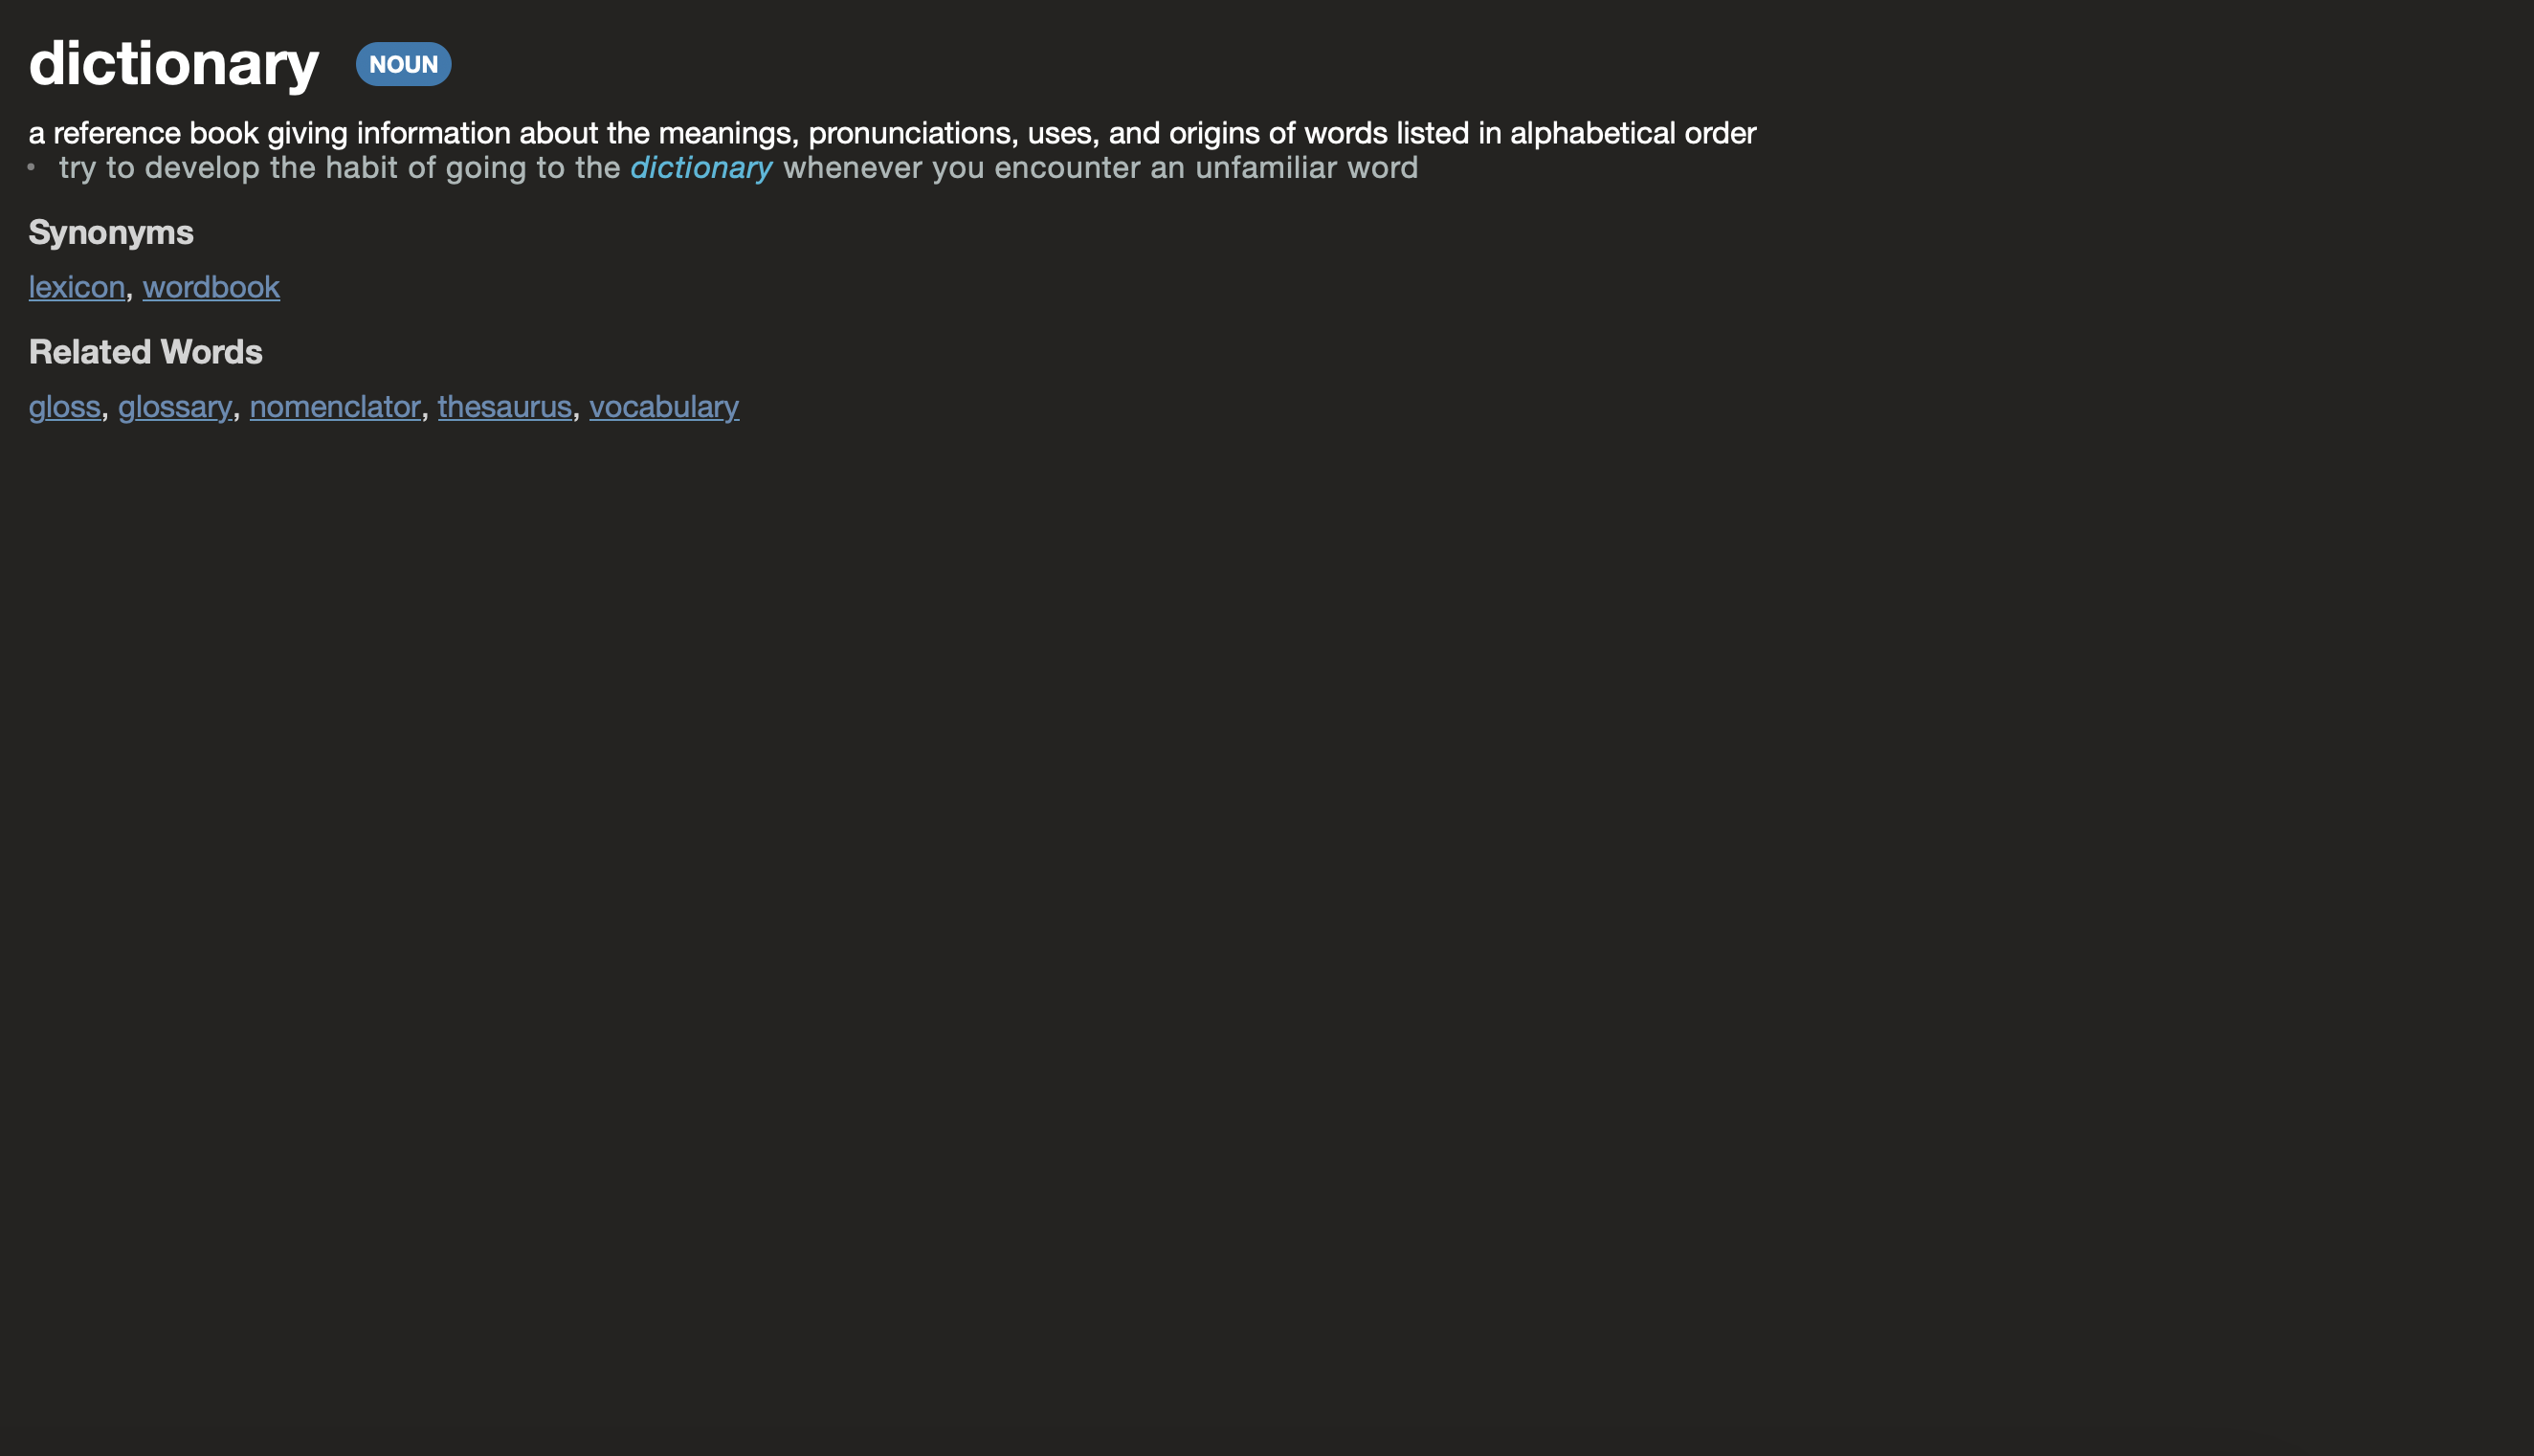 dictionary NOUN
a reference book giving information about the meanings, pronunciations, uses, and origins of words listed in alphabetical order
• try to develop the habit of going to the dictionary whenever you encounter an unfamiliar word
Synonyms
lexicon, wordbook
Related Words
gloss, glossary, nomenclator, thesaurus, vocabulary